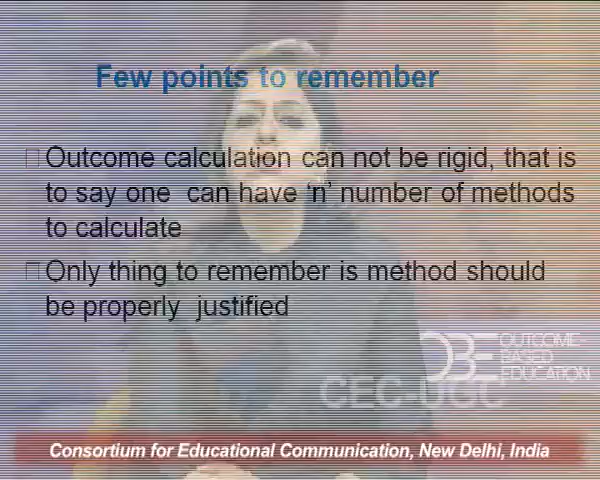 Few points to remember
Outcome calculation can not be rigid, that is
to say one can have ‘n’ number of methods
to calculate
Only thing to remember is method should
be properly justified
OBE OUTCOME-
BASED
EDUCATION
CEC-UGC
Consortium for Educational Communication, New Delhi, India